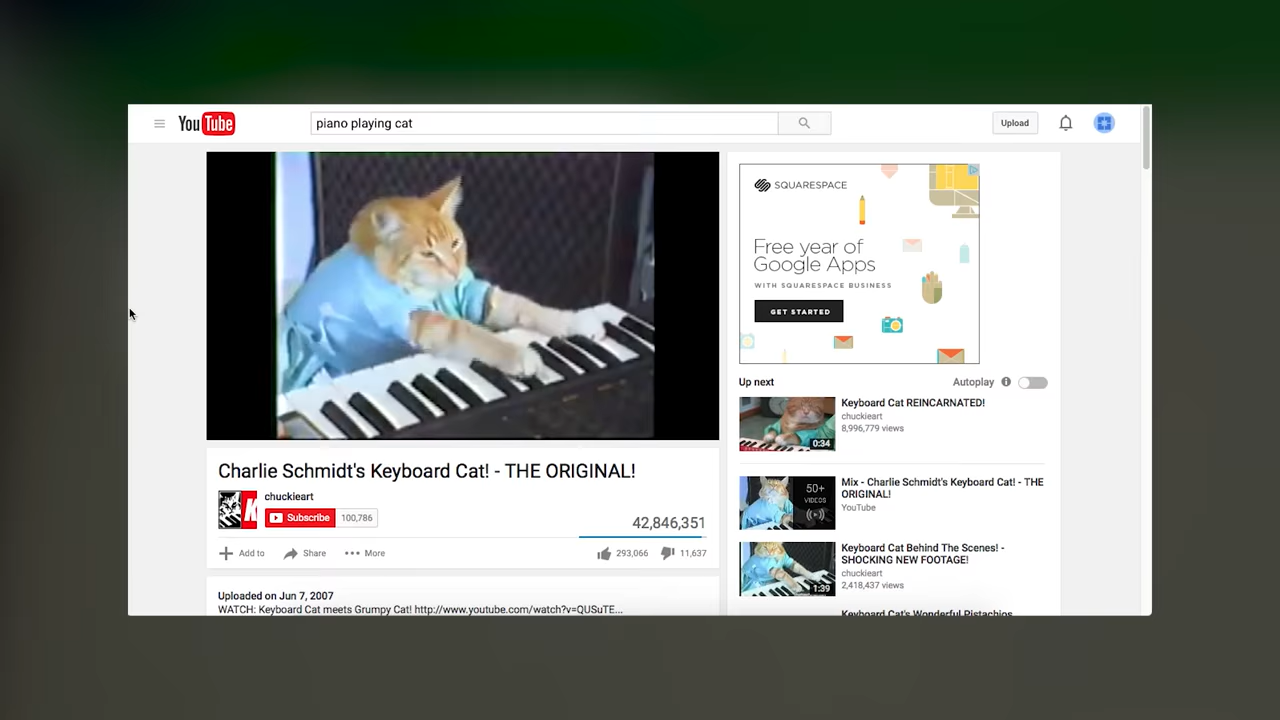 YouTube
piano playing cat
Upload
SQUARESPACE
Free year of
Google Apps
WITH SQUARESPACE BUSINESS
GET STARTED
Up next
Autoplay
Keyboard Cat REINCARNATED!
chuckieart
8,996,779 views
0:34
Mix - Charlie Schmidt's Keyboard Cat! - THE
ORIGINAL!
YouTube
50+
VIDEOS
Keyboard Cat Behind The Scenes! -
SHOCKING NEW FOOTAGE!
chuckieart
2,418,437 views
1:39
Keyboard Cat's Wonderful Pistachios
Charlie Schmidt's Keyboard Cat! - THE ORIGINAL!
chuckieart
Subscribe
100,786
42,846,351
Add to
Share
More
293,066
11,637
Uploaded on Jun 7, 2007
WATCH: Keyboard Cat meets Grumpy Cat! http://www.youtube.com/watch?v=QUSuTE...